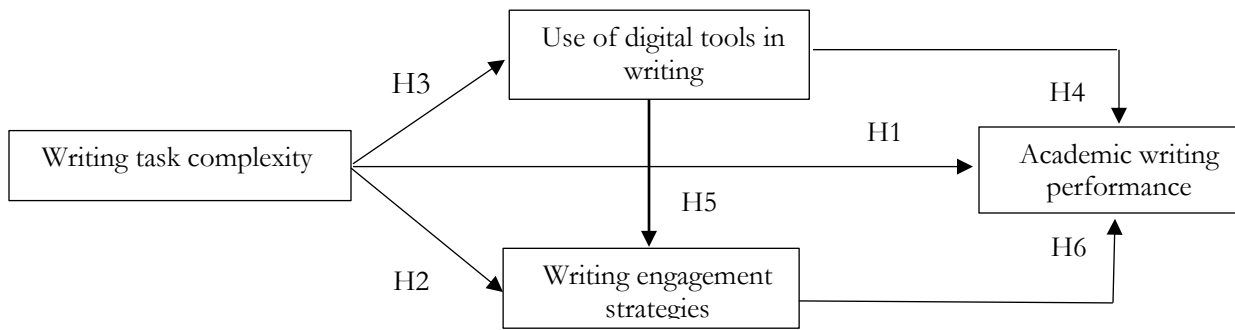 Use of digital tools in
writing
H3
H4
H1
Writing task complexity
Academic writing
performance
H5
H2
H6
Writing engagement
strategies